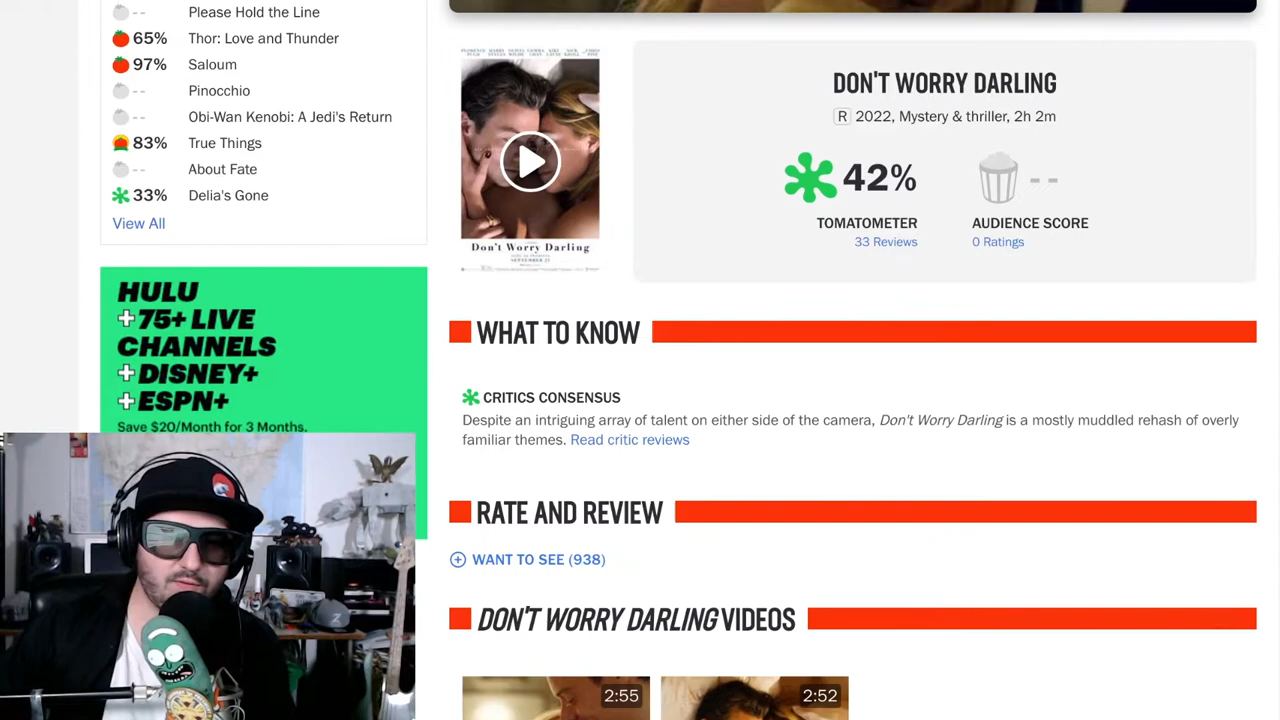 -- Please Hold the Line
65% Thor: Love and Thunder
97% Saloum
-- Pinocchio
-- Obi-Wan Kenobi: A Jedi's Return
83% True Things
-- About Fate
33% Delia's Gone
View All
HULU
+75+ LIVE
CHANNELS
+DISNEY+
+ESPN+
Save $20/Month for 3 Months.
Don't Worry Darling
SEPTEMBER 23
DON'T WORRY DARLING
R 2022, Mystery & thriller, 2h 2m
42% --
TOMATOMETER AUDIENCE SCORE
33 Reviews 0 Ratings
WHAT TO KNOW
CRITICS CONSENSUS
Despite an intriguing array of talent on either side of the camera, Don't Worry Darling is a mostly muddled rehash of overly
familiar themes. Read critic reviews
RATE AND REVIEW
WANT TO SEE (938)
DON'T WORRY DARLING VIDEOS
2:55 2:52